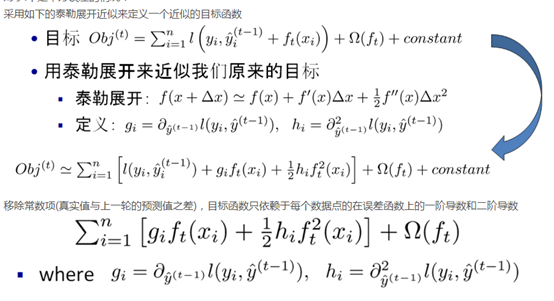 采用如下的泰勒展开近似来定义一个近似的目标函数
• 目标 Obj^{(t)} = \sum_{i=1}^{n} l\left(y_i, \hat{y}_i^{(t-1)} + f_t(x_i)\right) + \Omega(f_t) + constant
• 用泰勒展开来近似我们原来的目标
▪ 泰勒展开: f(x + \Delta x) \simeq f(x) + f'(x)\Delta x + \frac{1}{2} f''(x)\Delta x^2
▪ 定义: g_i = \partial_{\hat{y}^{(t-1)}} l(y_i, \hat{y}^{(t-1)}), h_i = \partial^2_{\hat{y}^{(t-1)}} l(y_i, \hat{y}^{(t-1)})
Obj^{(t)} \simeq \sum_{i=1}^{n} \left[ l(y_i, \hat{y}_i^{(t-1)}) + g_i f_t(x_i) + \frac{1}{2} h_i f_t^2(x_i) \right] + \Omega(f_t) + constant
移除常数项(真实值与上一轮的预测值之差)，目标函数只依赖于每个数据点的在误差函数上的一阶导数和二阶导数
\sum_{i=1}^{n} \left[ g_i f_t(x_i) + \frac{1}{2} h_i f_t^2(x_i) \right] + \Omega(f_t)
▪ where g_i = \partial_{\hat{y}^{(t-1)}} l(y_i, \hat{y}^{(t-1)}), h_i = \partial^2_{\hat{y}^{(t-1)}} l(y_i, \hat{y}^{(t-1)})